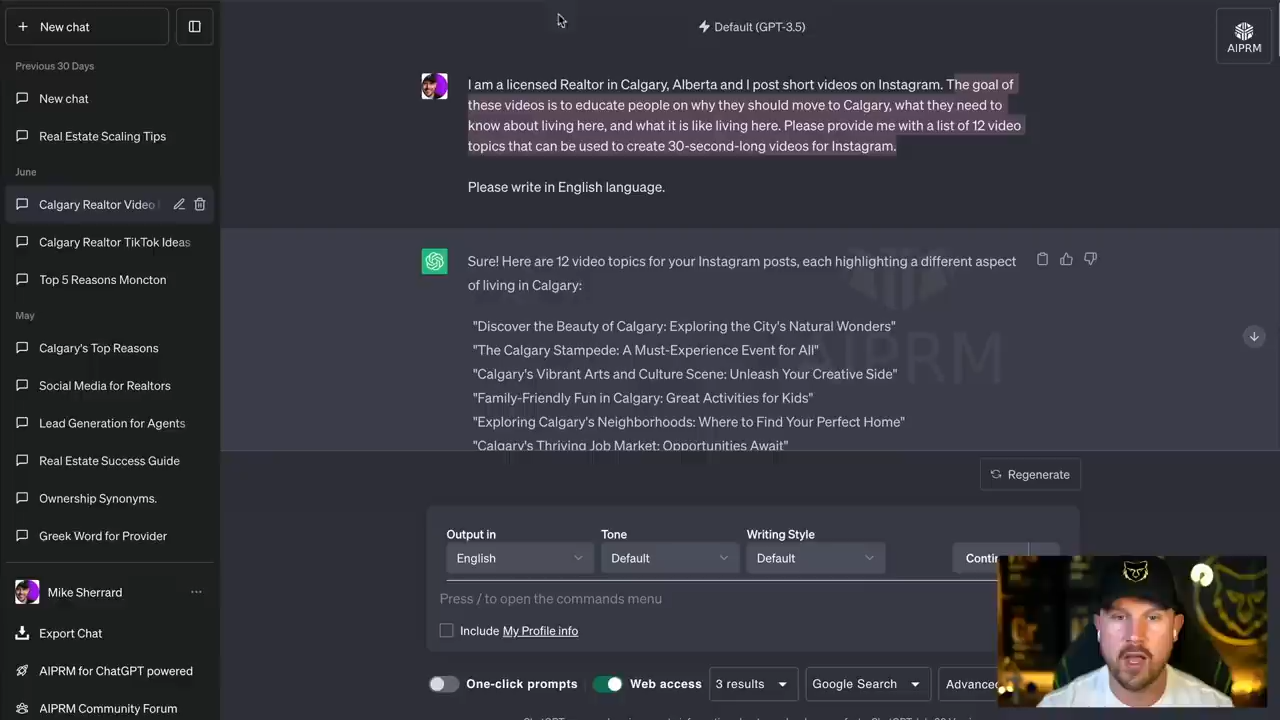 New chat
Previous 30 Days
New chat
Real Estate Scaling Tips
June
Calgary Realtor Video
Calgary Realtor TikTok Ideas
Top 5 Reasons Moncton
May
Calgary's Top Reasons
Social Media for Realtors
Lead Generation for Agents
Real Estate Success Guide
Ownership Synonyms.
Greek Word for Provider
Mike Sherrard
Export Chat
AIPRM for ChatGPT powered
AIPRM Community Forum
Default (GPT-3.5)
AIPRM
I am a licensed Realtor in Calgary, Alberta and I post short videos on Instagram. The goal of
these videos is to educate people on why they should move to Calgary, what they need to
know about living here, and what it is like living here. Please provide me with a list of 12 video
topics that can be used to create 30-second-long videos for Instagram.
Please write in English language.
Sure! Here are 12 video topics for your Instagram posts, each highlighting a different aspect
of living in Calgary:
"Discover the Beauty of Calgary: Exploring the City's Natural Wonders"
"The Calgary Stampede: A Must-Experience Event for All"
"Calgary's Vibrant Arts and Culture Scene: Unleash Your Creative Side"
"Family-Friendly Fun in Calgary: Great Activities for Kids"
"Exploring Calgary's Neighborhoods: Where to Find Your Perfect Home"
"Calgary's Thriving Job Market: Opportunities Await"
AIPRM
Regenerate
Output in
Tone
Writing Style
English
Default
Default
Contin
Press / to open the commands menu
Include My Profile info
One-click prompts
Web access
3 results
Google Search
Advanced